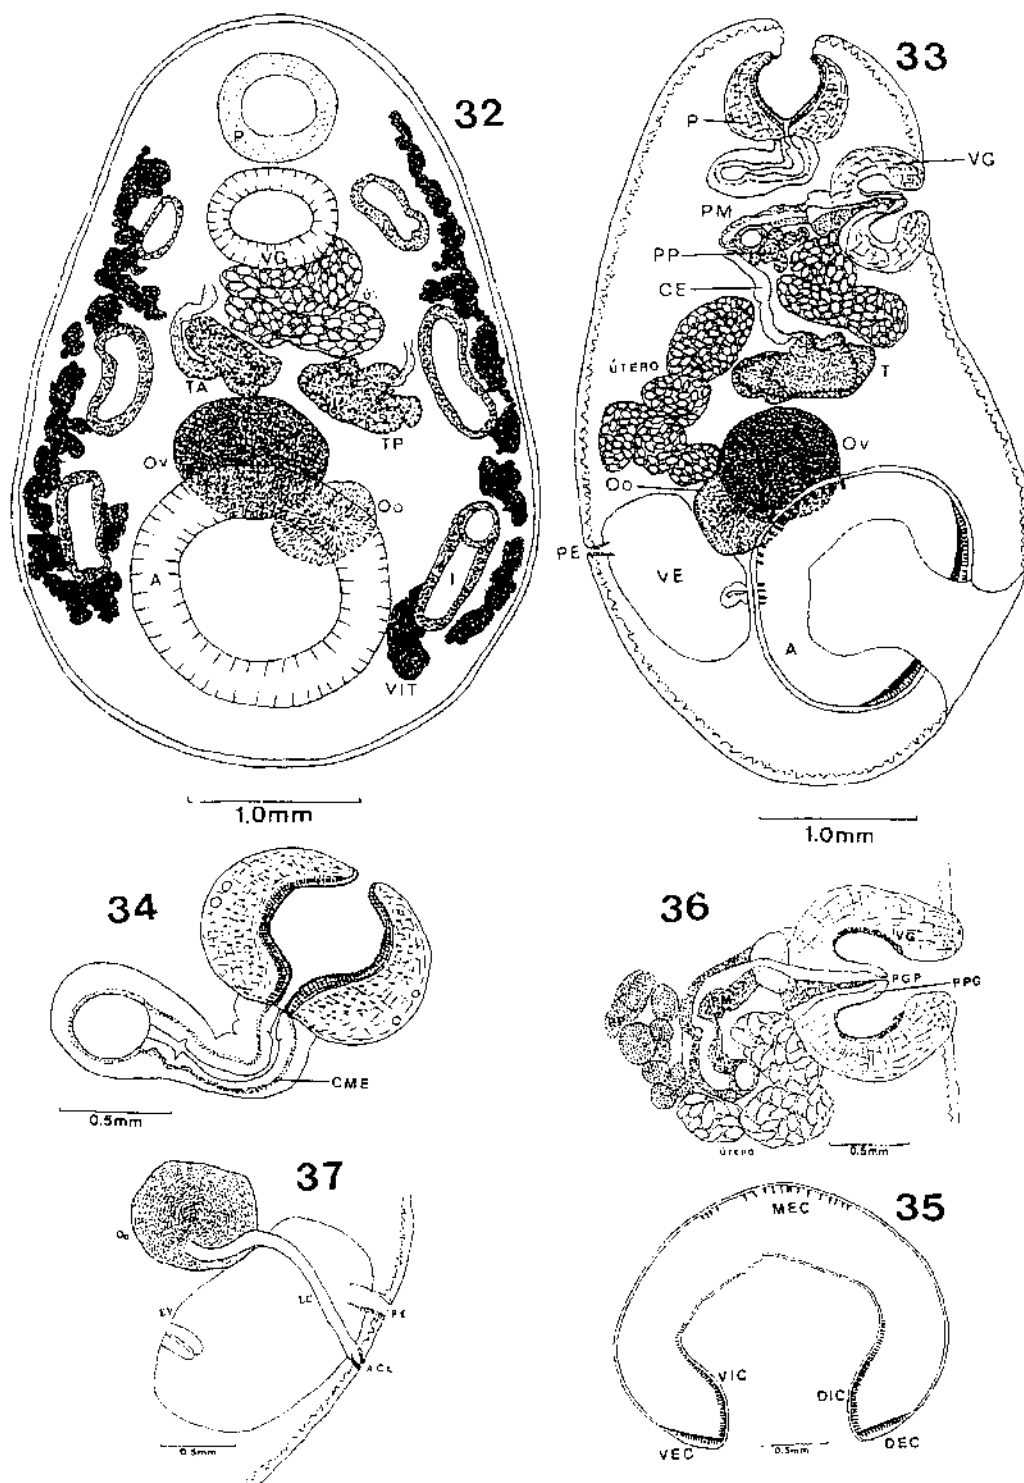 32
P
VG
U
TA
TP
Ov
Oo
A
I
VIT
1.0mm
33
P
VG
PM
PP
CE
ÚTERO
T
Ov
Oo
PE
VE
A
1.0mm
34
CME
0.5mm
36
VG
PGP
PPG
PM
PP
ÚTERO
0.5mm
37
Oo
LC
PE
ACL
0.5mm
35
MEC
VIC
DIC
VEC
DEC
0.5mm